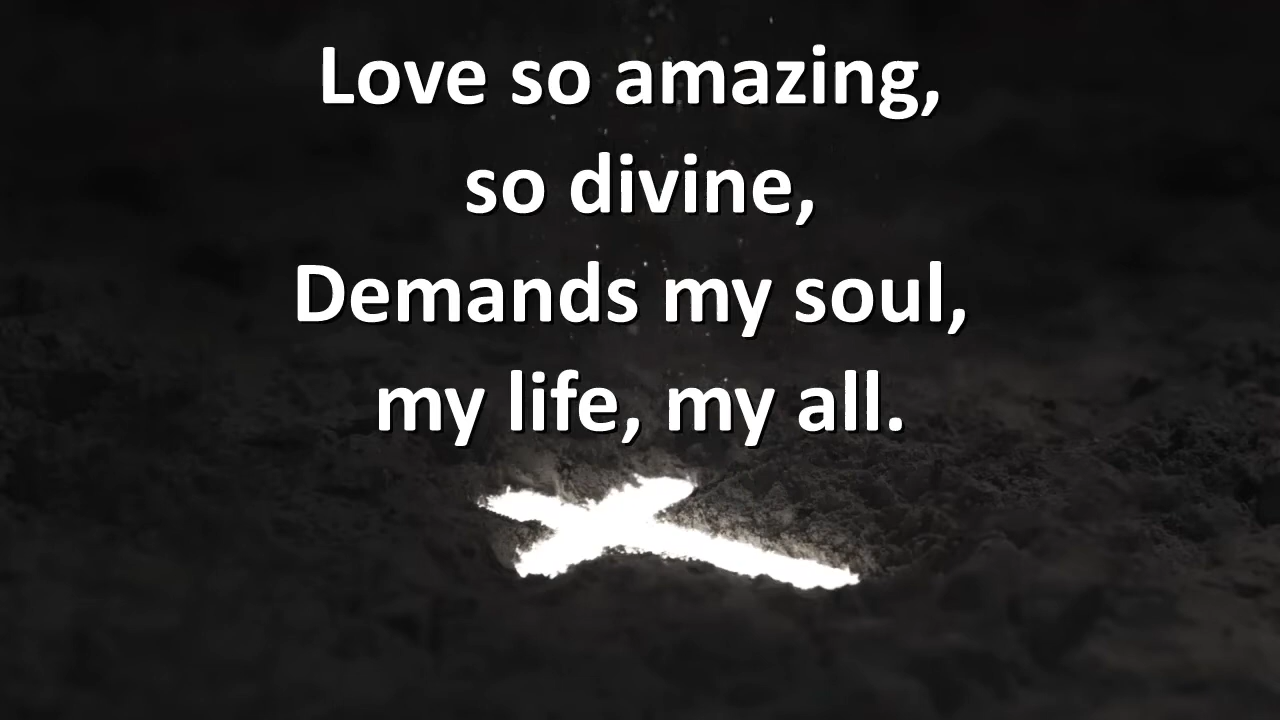 Love so amazing,
so divine,
Demands my soul,
my life, my all.